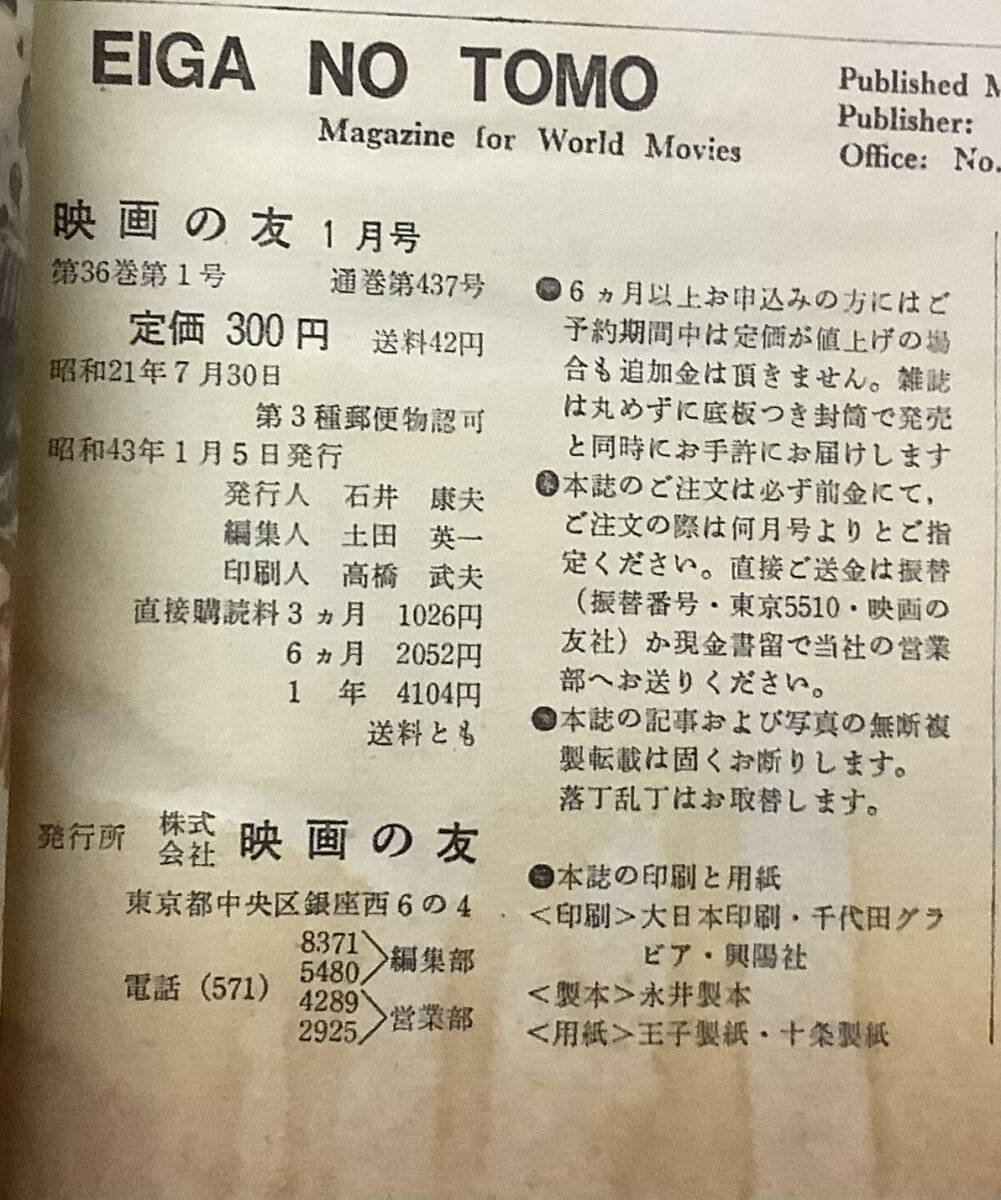 EIGA NO TOMO
Magazine for World Movies
Published M
Publisher:
Office: No.
映画の友 1月号
第36巻第1号 通巻第437号
定価 300円 送料42円
昭和21年7月30日
第3種郵便物認可
昭和43年1月5日発行
発行人 石井 康夫
編集人 土田 英一
印刷人 高橋 武夫
直接購読料 3ヵ月 1026円
6ヵ月 2052円
1年 4104円
送料とも
発行所 株式会社 映画の友
東京都中央区銀座西6の4
電話 (571) 8371 5480 編集部
4289 2925 営業部
●6ヵ月以上お申込みの方にはご
予約期間中は定価が値上げの場
合も追加金は頂きません。雑誌
は丸めずに底板つき封筒で発売
と同時にお手許にお届けします
●本誌のご注文は必ず前金にて,
ご注文の際は何月号よりとご指
定ください。直接ご送金は振替
(振替番号・東京5510・映画の
友社)か現金書留で当社の営業
部へお送りください。
●本誌の記事および写真の無断複
製転載は固くお断りします。
落丁乱丁はお取替します。
●本誌の印刷と用紙
<印刷>大日本印刷・千代田グラ
ビア・興陽社
<製本>永井製本
<用紙>王子製紙・十条製紙